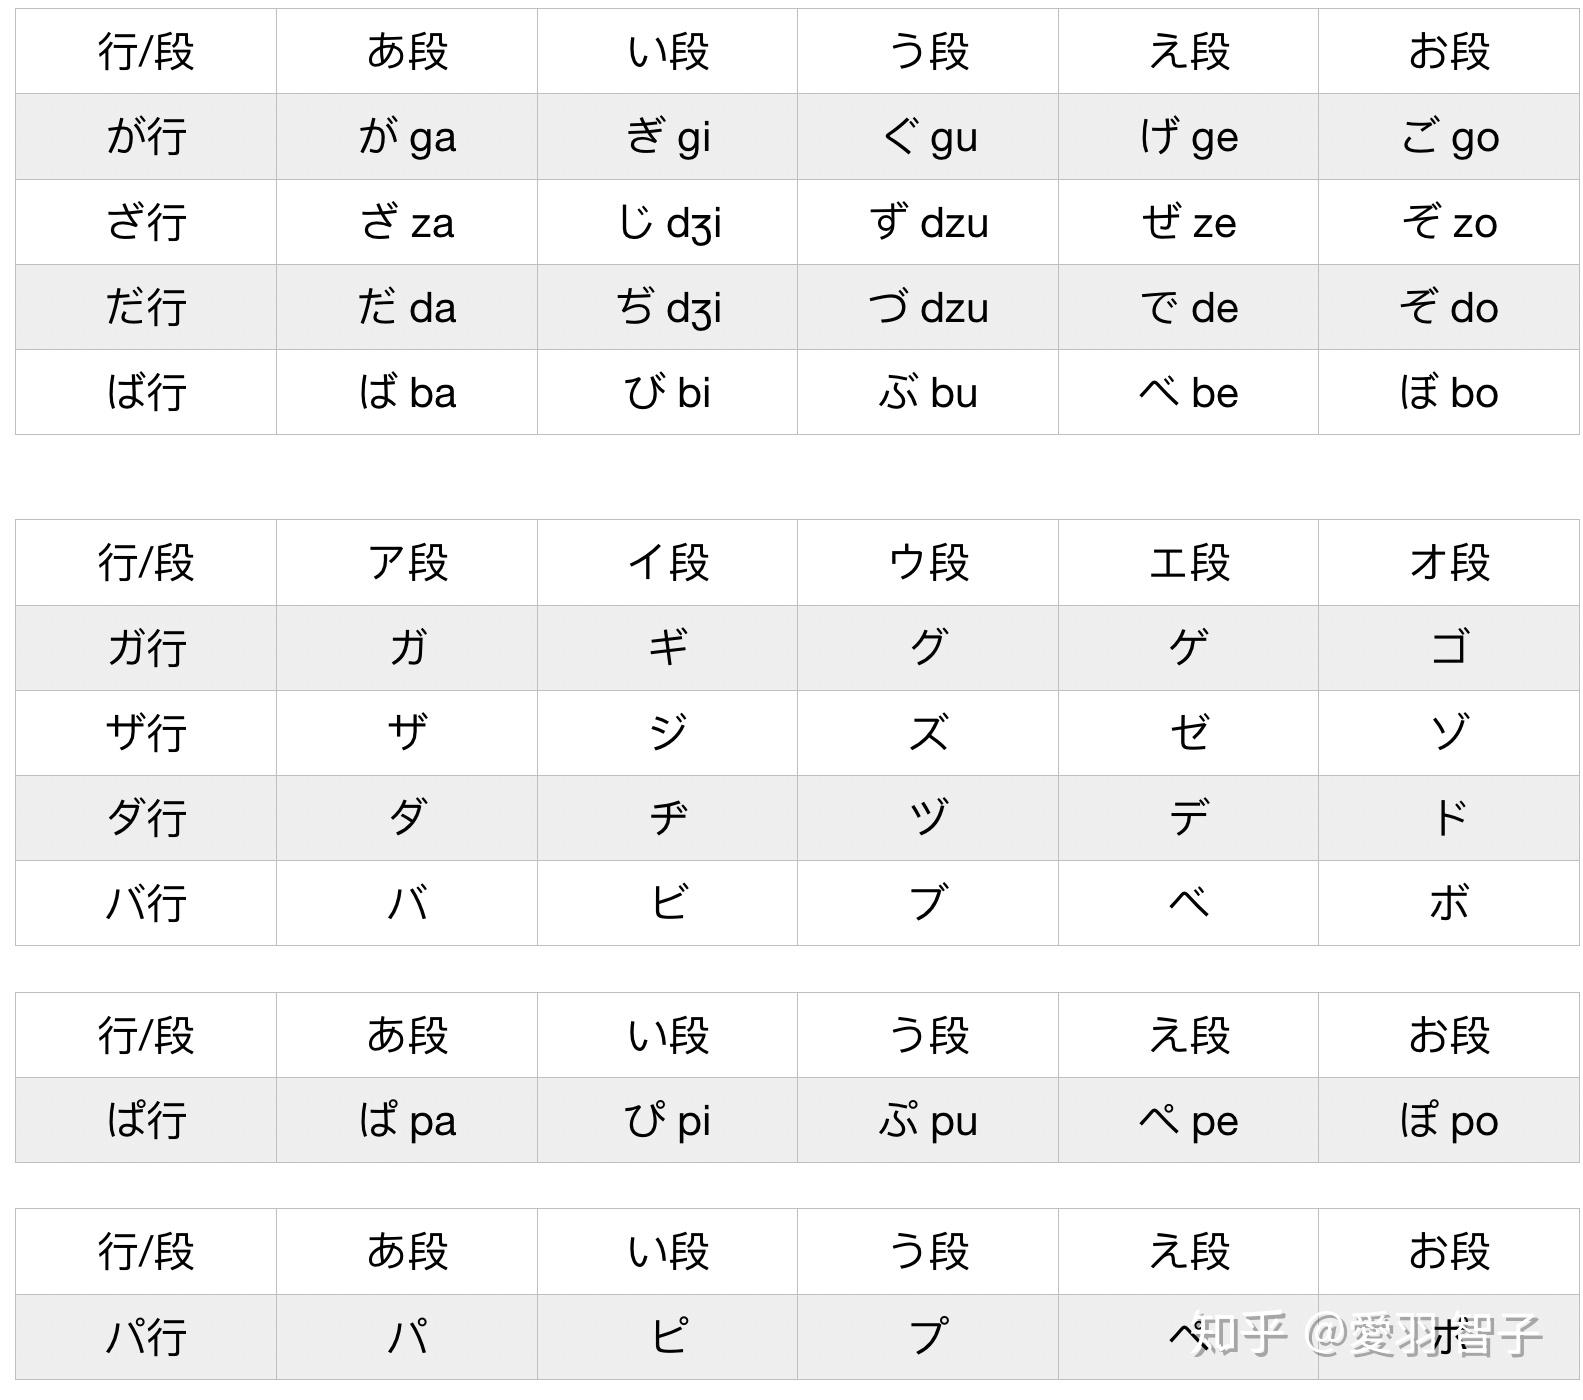 行/段 あ段 い段 う段 え段 お段
が行 が ga ぎ gi ぐ gu げ ge ご go
ざ行 ざ za じ dʒi ず dzu ぜ ze ぞ zo
だ行 だ da ぢ dʒi づ dzu で de ぞ do
ば行 ば ba び bi ぶ bu べ be ぼ bo
行/段 ア段 イ段 ウ段 エ段 オ段
ガ行 ガ ギ グ ゲ ゴ
ザ行 ザ ジ ズ ゼ ゾ
ダ行 ダ ヂ ヅ デ ド
バ行 バ ビ ブ ベ ボ
行/段 あ段 い段 う段 え段 お段
ぱ行 ぱ pa ぴ pi ぷ pu ぺ pe ぽ po
行/段 あ段 い段 う段 え段 お段
パ行 パ ピ プ ペ ポ
知乎 @愛羽智子